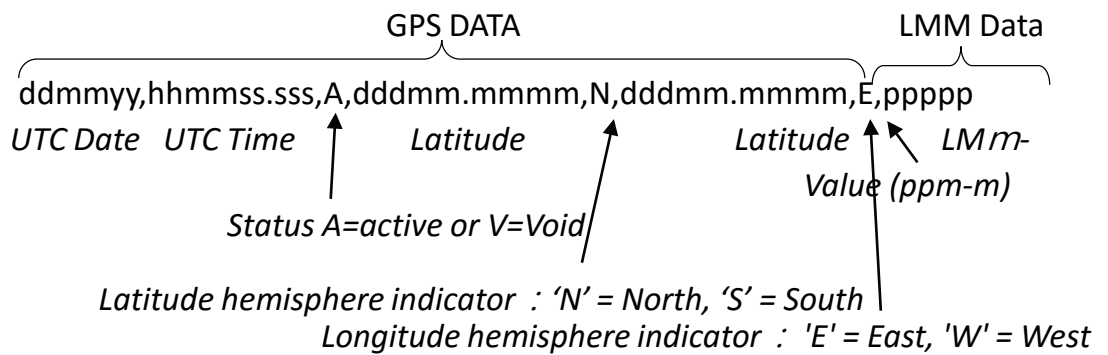 GPS DATA LMM Data
ddmmyy,hhmmss.sss,A,dddmm.mmmm,N,dddmm.mmmm,E,ppppp
UTC Date UTC Time Latitude Latitude LMm-
Value (ppm-m)
Status A=active or V=Void
Latitude hemisphere indicator : ‘N’ = North, ‘S’ = South
Longitude hemisphere indicator : 'E' = East, 'W' = West